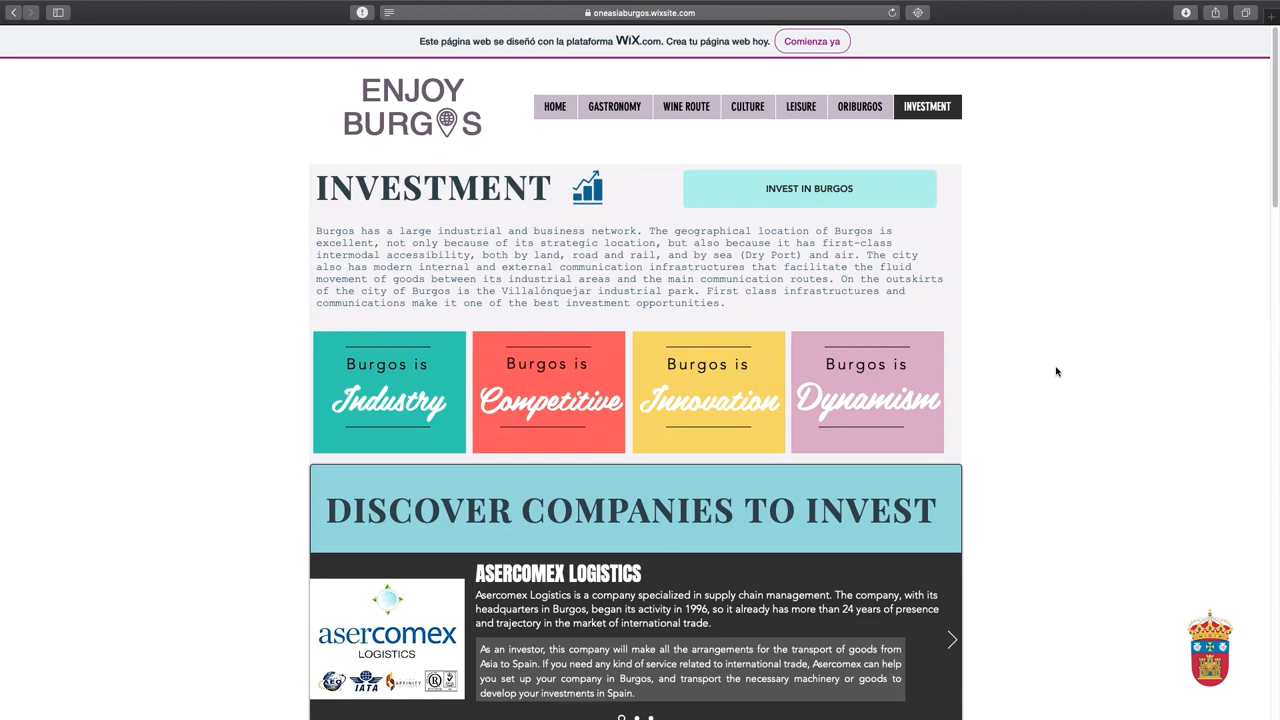 oneasiaburgos.wixsite.com
Este página web se diseñó con la plataforma WiX.com. Crea tu página web hoy. Comienza ya
ENJOY
BURGOS
HOME GASTRONOMY WINE ROUTE CULTURE LEISURE ORIBURGOS INVESTMENT
INVESTMENT
INVEST IN BURGOS
Burgos has a large industrial and business network. The geographical location of Burgos is
excellent, not only because of its strategic location, but also because it has first-class
intermodal accessibility, both by land, road and rail, and by sea (Dry Port) and air. The city
also has modern internal and external communication infrastructures that facilitate the fluid
movement of goods between its industrial areas and the main communication routes. On the outskirts
of the city of Burgos is the Villalónquejar industrial park. First class infrastructures and
communications make it one of the best investment opportunities.
Burgos is
Industry
Burgos is
Competitive
Burgos is
Innovation
Burgos is
Dynamism
DISCOVER COMPANIES TO INVEST
ASERCOMEX LOGISTICS
Asercomex Logistics is a company specialized in supply chain management. The company, with its
headquarters in Burgos, began its activity in 1996, so it already has more than 24 years of presence
and trajectory in the market of international trade.
As an investor, this company will make all the arrangements for the transport of goods from
Asia to Spain. If you need any kind of service related to international trade, Asercomex can help
you set up your company in Burgos, and transport the necessary machinery or goods to
develop your investments in Spain.
asercomex
LOGISTICS
AEO IATA AFFINITY